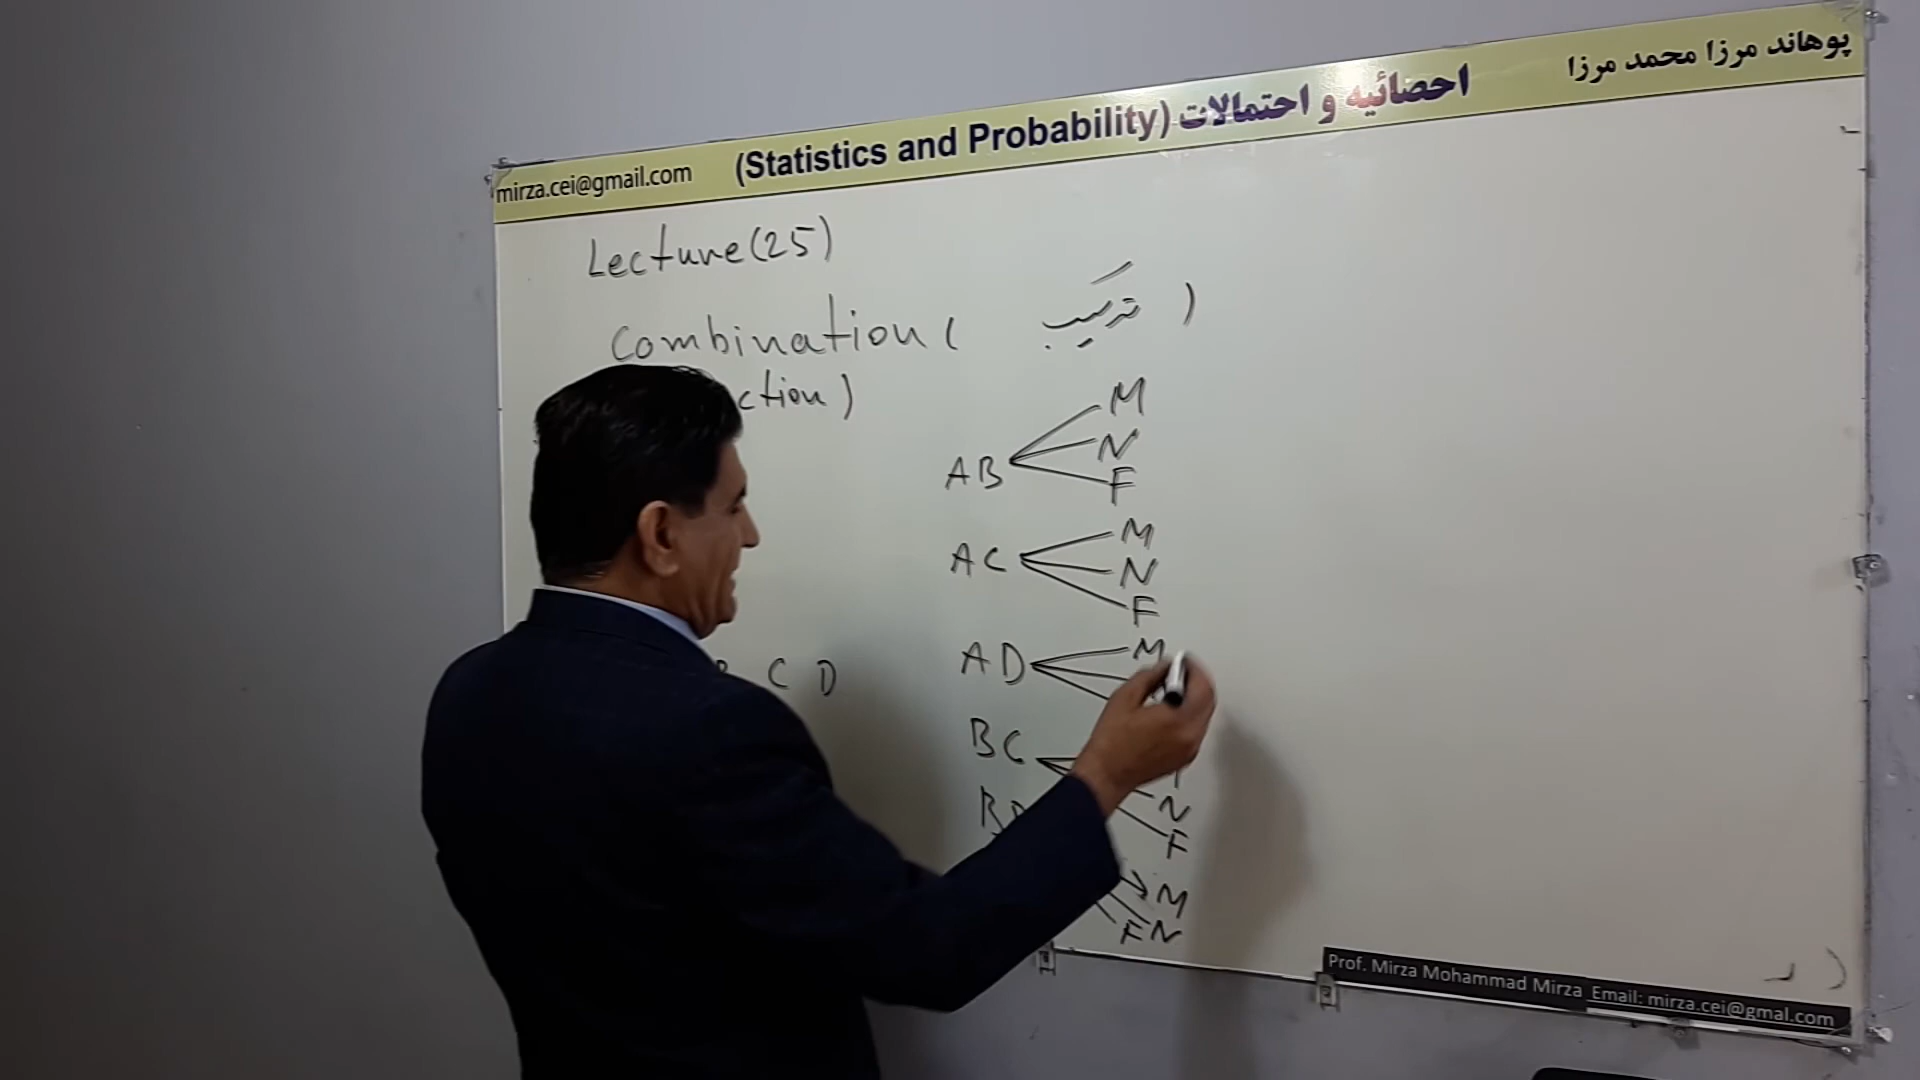 پوهاند مرزا محمد مرزا
احصائیه و احتمالات (Statistics and Probability)
mirza.cei@gmail.com
Lecture(25)
Combination( ترکیب )
ction)
C D
AB
M
N
F
AC
M
N
F
AD
M
BC
N
F
M
N
F
Prof. Mirza Mohammad Mirza Email: mirza.cei@gmal.com